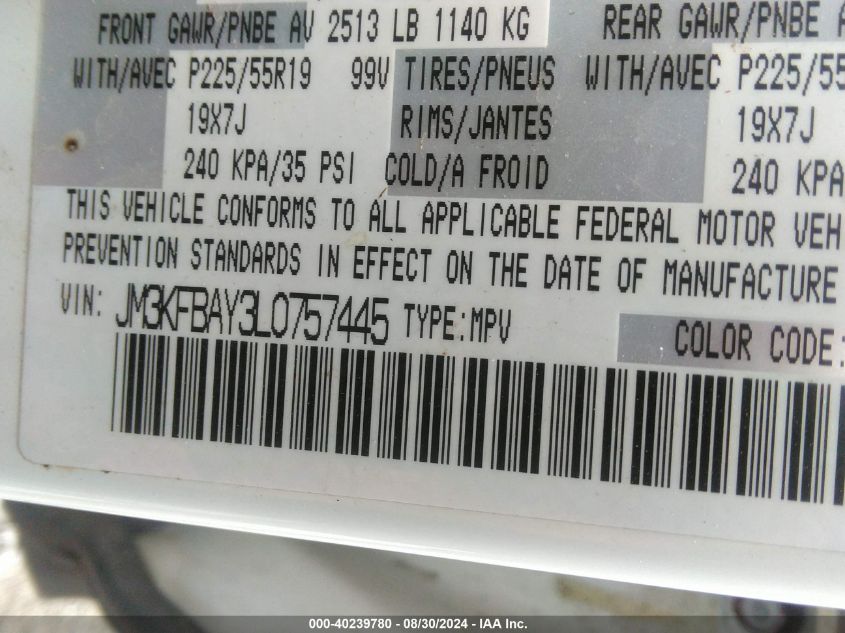 FRONT GAWR/PNBE AV 2513 LB 1140 KG REAR GAWR/PNBE A
WITH/AVEC P225/55R19 99V TIRES/PNEUS WITH/AVEC P225/55
19X7J RIMS/JANTES 19X7J
240 KPA/35 PSI COLD/A FROID 240 KPA
THIS VEHICLE CONFORMS TO ALL APPLICABLE FEDERAL MOTOR VEH
PREVENTION STANDARDS IN EFFECT ON THE DATE OF MANUFACTURE
VIN: JM3KFBAY3L0757445 TYPE:MPV COLOR CODE:
000-40239780 - 08/30/2024 - IAA Inc.